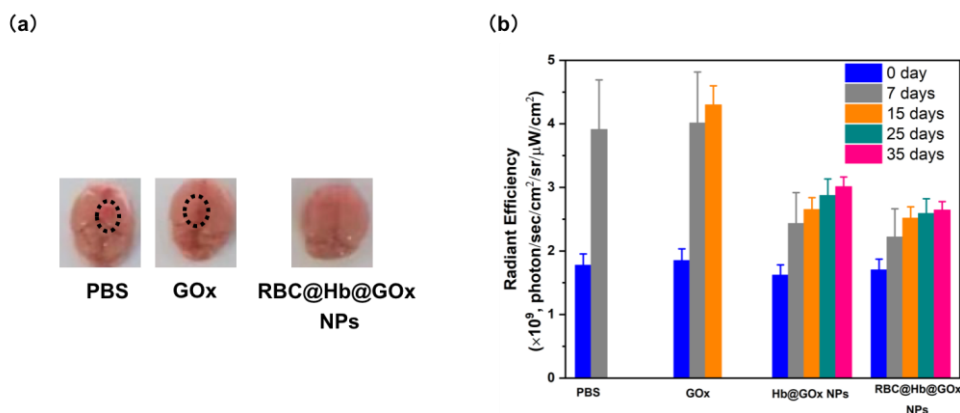 (a)
PBS
GOx
RBC@Hb@GOx
NPs
(b)
Radiant Efficiency
(×10⁹, photon/sec/cm²/sr/μW/cm²)
5
4
3
2
1
0
0 day
7 days
15 days
25 days
35 days
PBS
GOx
Hb@GOx NPs
RBC@Hb@GOx
NPs